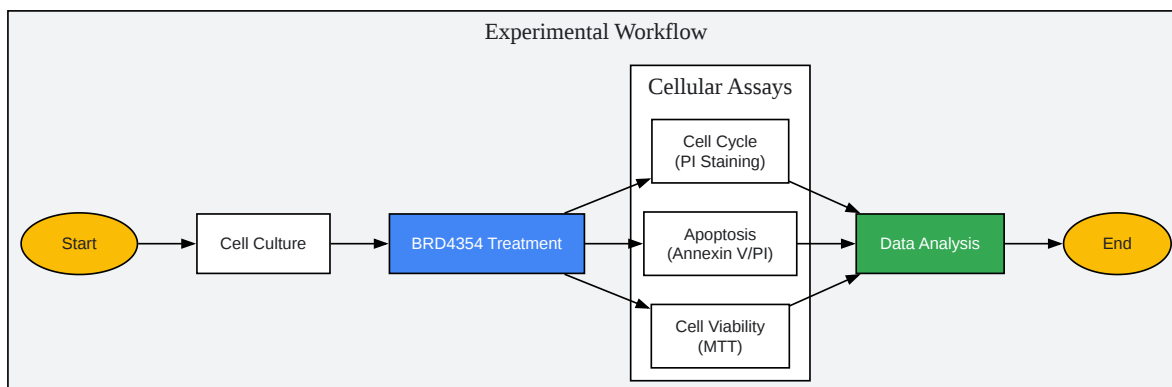 Experimental Workflow
Cellular Assays
Cell Cycle
(PI Staining)
Start
Cell Culture
BRD4354 Treatment
Apoptosis
(Annexin V/PI)
Data Analysis
End
Cell Viability
(MTT)